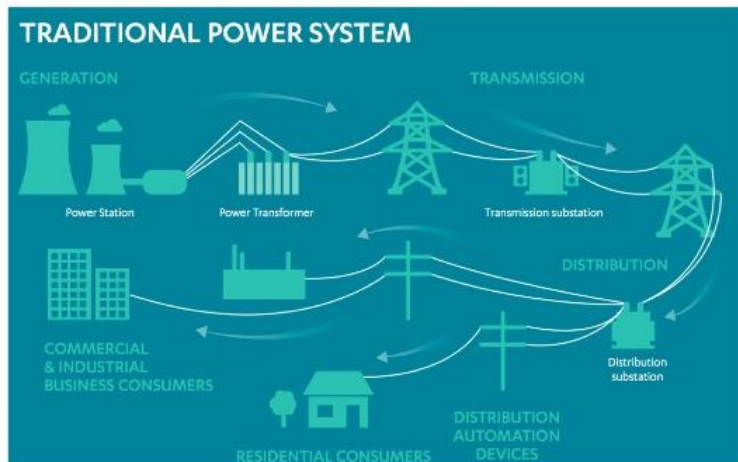 TRADITIONAL POWER SYSTEM
GENERATION
TRANSMISSION
Power Station
Power Transformer
Transmission substation
DISTRIBUTION
COMMERCIAL
& INDUSTRIAL
BUSINESS CONSUMERS
Distribution
substation
RESIDENTIAL CONSUMERS
DISTRIBUTION
AUTOMATION
DEVICES